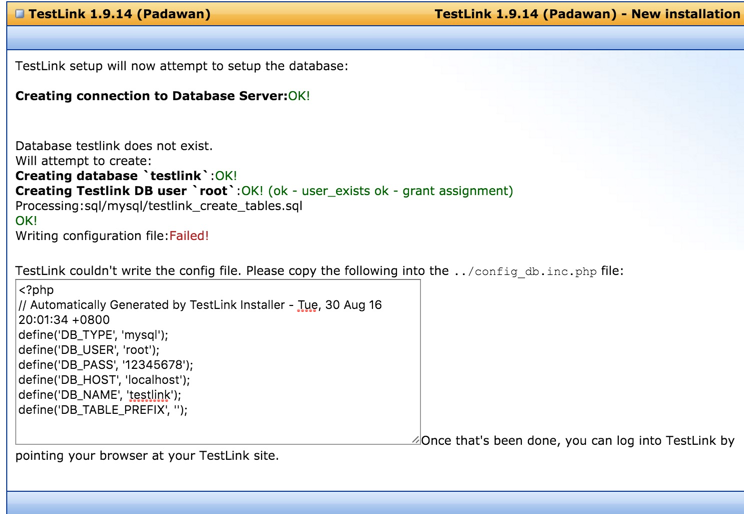 TestLink 1.9.14 (Padawan) TestLink 1.9.14 (Padawan) - New installation
TestLink setup will now attempt to setup the database:
Creating connection to Database Server:OK!
Database testlink does not exist.
Will attempt to create:
Creating database `testlink`:OK!
Creating Testlink DB user `root`:OK! (ok - user_exists ok - grant assignment)
Processing:sql/mysql/testlink_create_tables.sql
OK!
Writing configuration file:Failed!
TestLink couldn't write the config file. Please copy the following into the ../config_db.inc.php file:
<?php
// Automatically Generated by TestLink Installer - Tue, 30 Aug 16
20:01:34 +0800
define('DB_TYPE', 'mysql');
define('DB_USER', 'root');
define('DB_PASS', '12345678');
define('DB_HOST', 'localhost');
define('DB_NAME', 'testlink');
define('DB_TABLE_PREFIX', '');
Once that's been done, you can log into TestLink by
pointing your browser at your TestLink site.